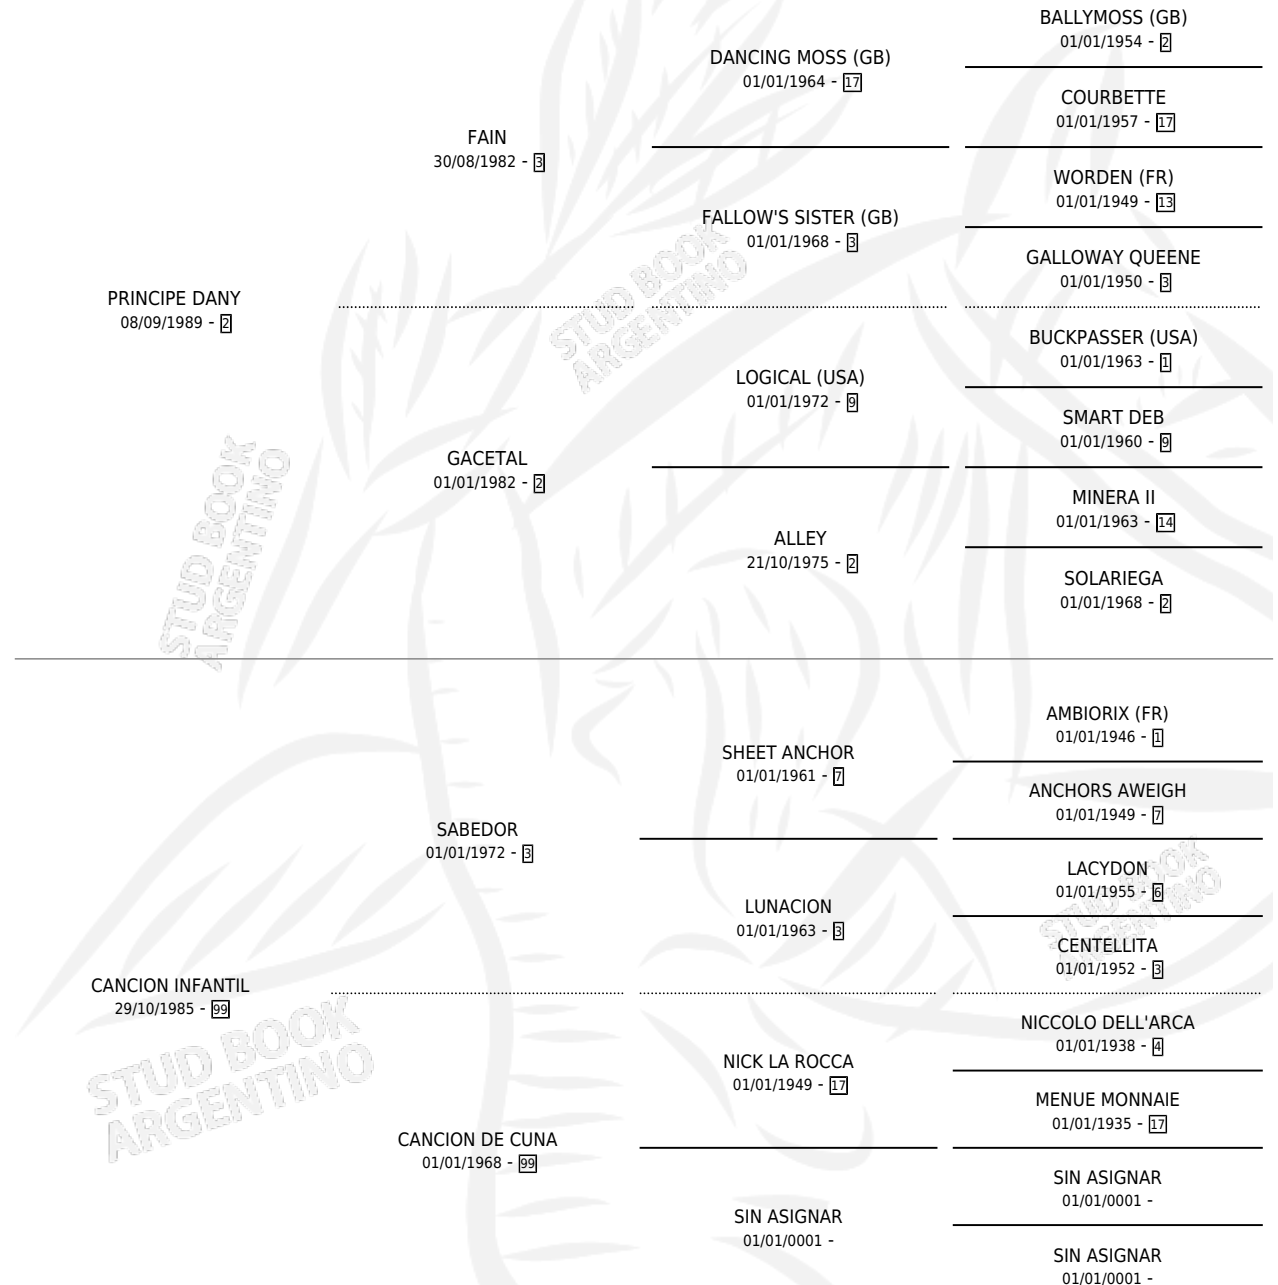 BALLYMOSS (GB)
01/01/1954 - 2
DANCING MOSS (GB)
01/01/1964 - 17
COURBETTE
01/01/1957 - 17
FAIN
30/08/1982 - 3
WORDEN (FR)
01/01/1949 - 13
FALLOW'S SISTER (GB)
01/01/1968 - 3
GALLOWAY QUEENE
01/01/1950 - 3
PRINCIPE DANY
08/09/1989 - 2
BUCKPASSER (USA)
01/01/1963 - 1
LOGICAL (USA)
01/01/1972 - 9
SMART DEB
01/01/1960 - 9
GACETAL
01/01/1982 - 2
MINERA II
01/01/1963 - 14
ALLEY
21/10/1975 - 2
SOLARIEGA
01/01/1968 - 2
AMBIORIX (FR)
01/01/1946 - 1
SHEET ANCHOR
01/01/1961 - 7
ANCHORS AWEIGH
01/01/1949 - 7
SABEDOR
01/01/1972 - 3
LACYDON
01/01/1955 - 6
LUNACION
01/01/1963 - 3
CENTELLITA
01/01/1952 - 3
CANCION INFANTIL
29/10/1985 - 99
NICCOLO DELL'ARCA
01/01/1938 - 4
NICK LA ROCCA
01/01/1949 - 17
MENUE MONNAIE
01/01/1935 - 17
CANCION DE CUNA
01/01/1968 - 99
SIN ASIGNAR
01/01/0001 -
SIN ASIGNAR
01/01/0001 -
SIN ASIGNAR
01/01/0001 -
STUD BOOK
ARGENTINO
STUD BOOK
ARGENTINO
STUD BOOK
ARGENTINO
STUD BOOK
ARGENTINO